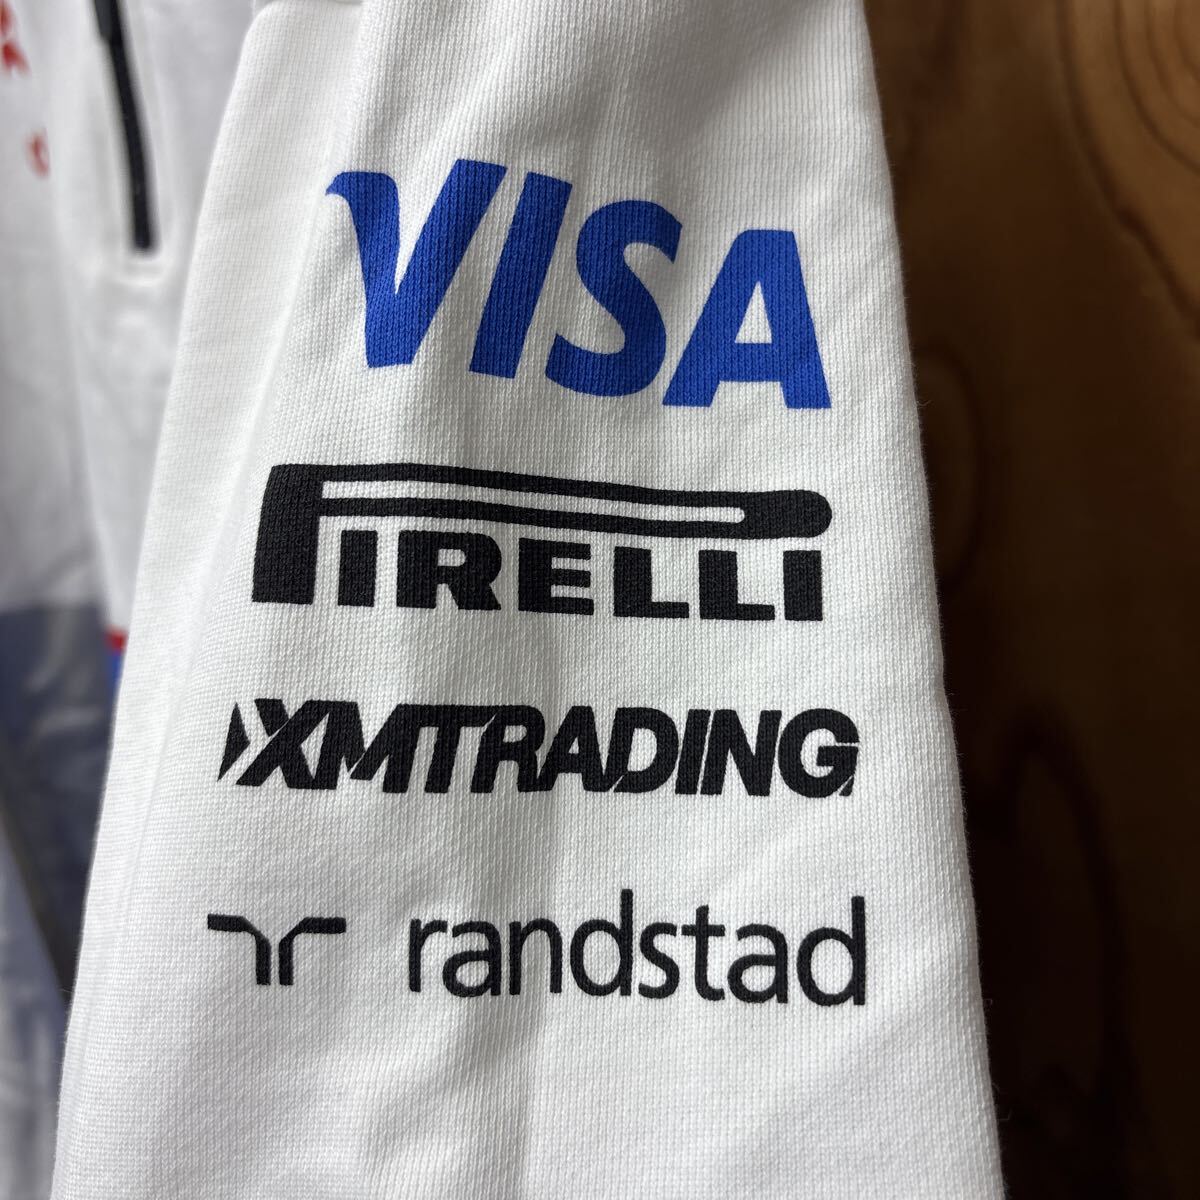 VISA
PIRELLI
XMTRADING
randstad